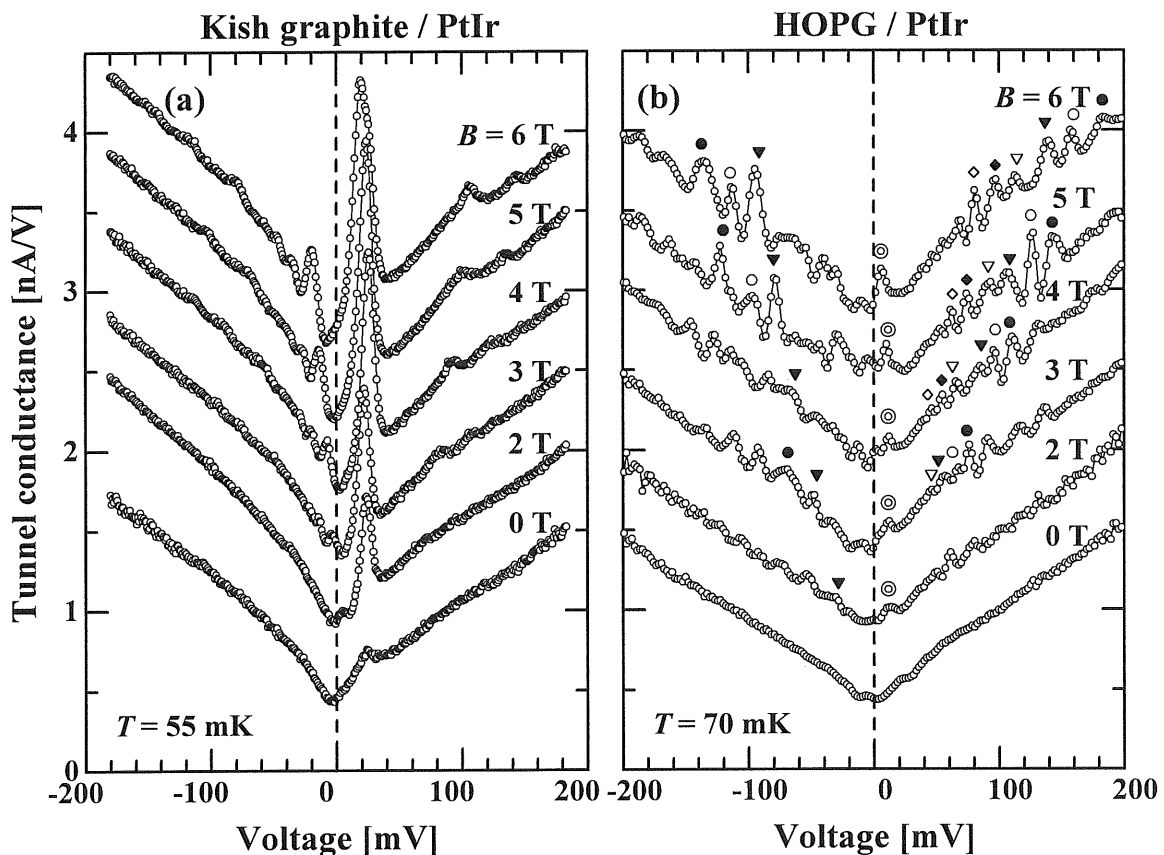 Kish graphite / PtIr
HOPG / PtIr
Tunnel conductance [nA/V]
4
3
2
1
0
(a)
B = 6 T
5 T
4 T
3 T
2 T
0 T
T = 55 mK
-200
-100
0
100
200
Voltage [mV]
(b)
B = 6 T
5 T
4 T
3 T
2 T
0 T
T = 70 mK
-200
-100
0
100
200
Voltage [mV]